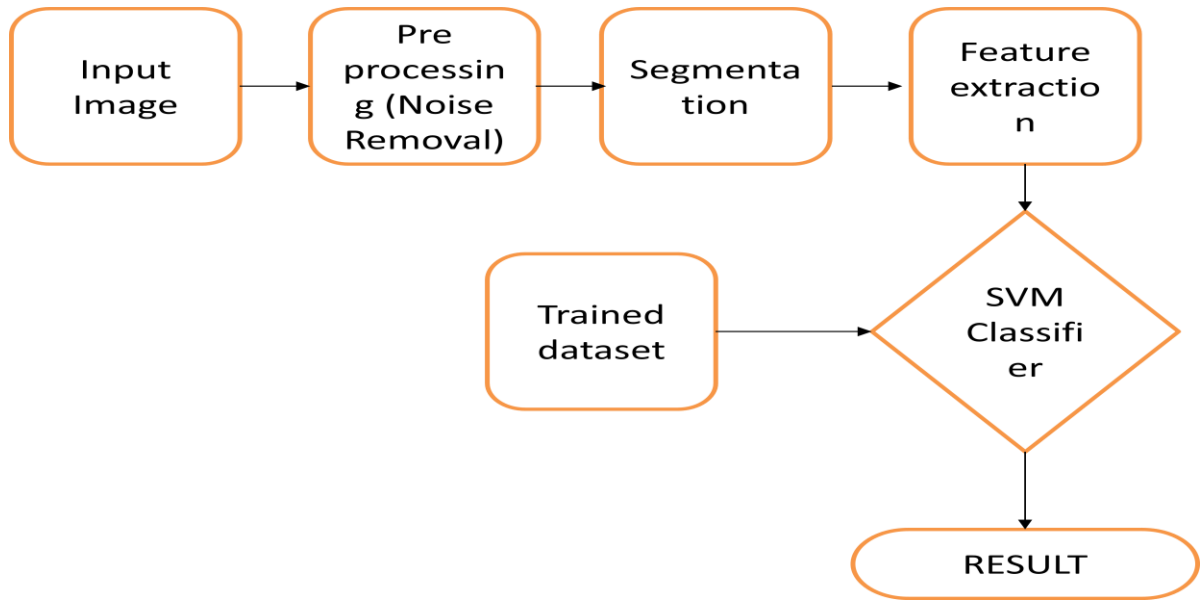 Input
Image
Pre
processin
g (Noise
Removal)
Segmenta
tion
Feature
extractio
n
Trained
dataset
SVM
Classifi
er
RESULT